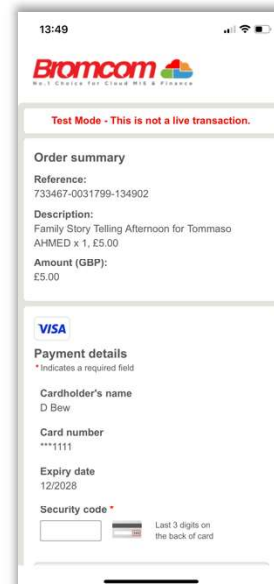 13:49
Bromcom
No.1 Choice for Cloud MIS & Finance
Test Mode - This is not a live transaction.
Order summary
Reference:
733467-0031799-134902
Description:
Family Story Telling Afternoon for Tommaso
AHMED x 1, £5.00
Amount (GBP):
£5.00
VISA
Payment details
* Indicates a required field
Cardholder's name
D Bew
Card number
***1111
Expiry date
12/2028
Security code *
Last 3 digits on
the back of card